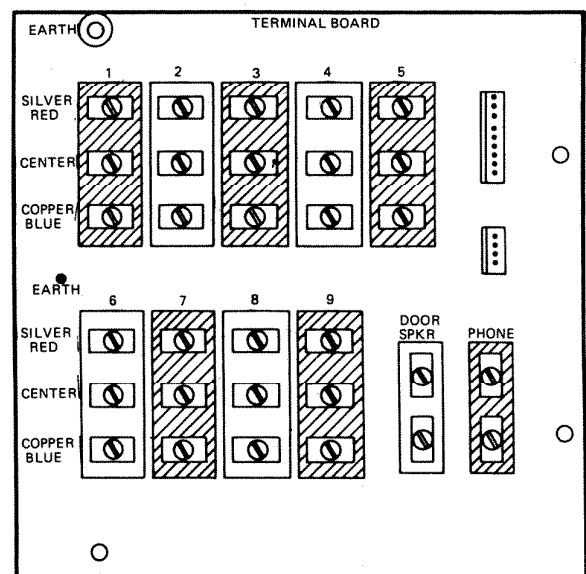 TERMINAL BOARD
EARTH
1 2 3 4 5
SILVER
RED
CENTER
COPPER
BLUE
EARTH
6 7 8 9
DOOR
SPKR
PHONE
SILVER
RED
CENTER
COPPER
BLUE